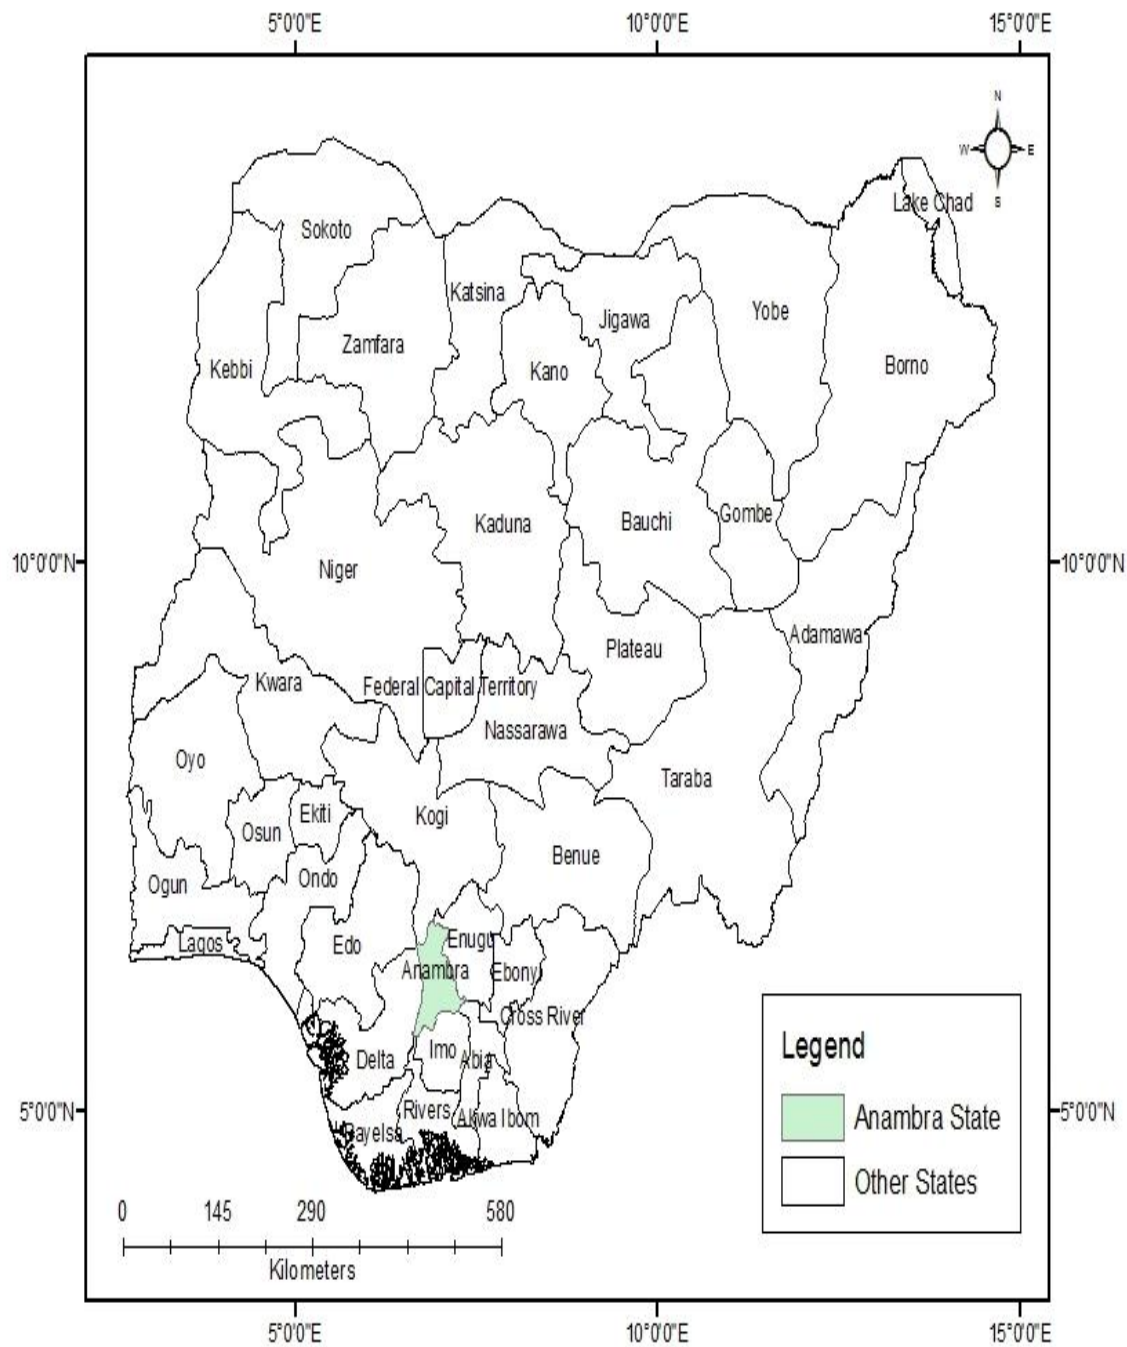 5°0'0"E 10°0'0"E 15°0'0"E
N
W E
S
Lake Chad
Sokoto
Katsina
Yobe
Jigawa
Zamfara
Borno
Kebbi
Kano
Gombe
Bauchi
Kaduna
10°0'0"N 10°0'0"N
Niger
Adamawa
Plateau
Kwara
Federal Capital Territory
Nassarawa
Oyo
Taraba
Ekiti
Kogi
Osun
Benue
Ondo
Ogun
Enugu
Lagos
Edo
Anambra
Ebony
Cross River
Legend
Imo
Delta
Abia
Rivers
5°0'0"N 5°0'0"N
Akwa Ibom
Anambra State
Bayelsa
Other States
0 145 290 580
Kilometers
5°0'0"E 10°0'0"E 15°0'0"E